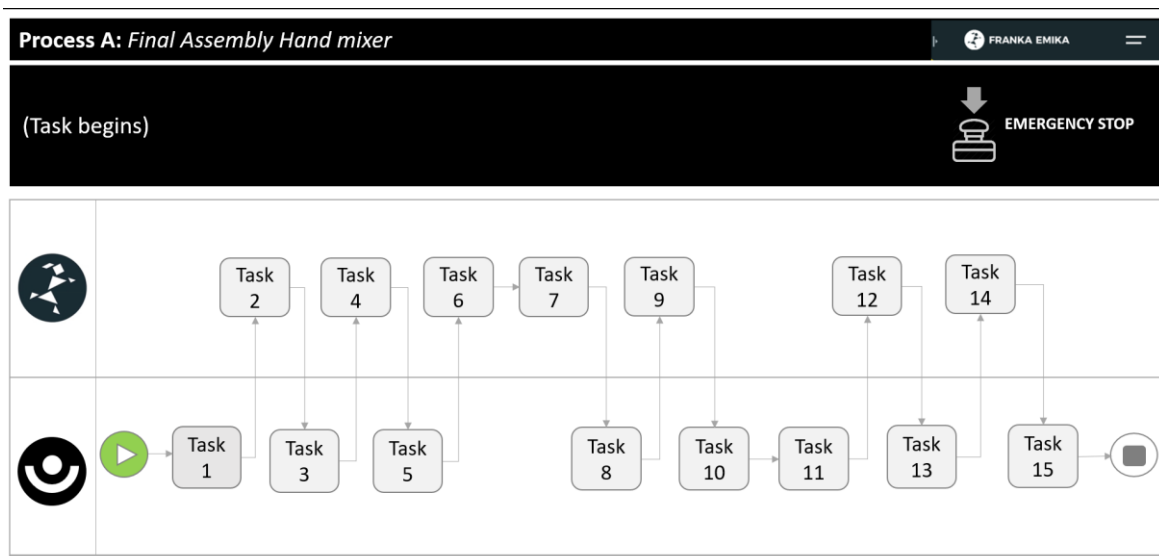 Process A: Final Assembly Hand mixer
FRANKA EMIKA
(Task begins)
EMERGENCY STOP
Task
2
Task
4
Task
6
Task
7
Task
9
Task
12
Task
14
Task
1
Task
3
Task
5
Task
8
Task
10
Task
11
Task
13
Task
15